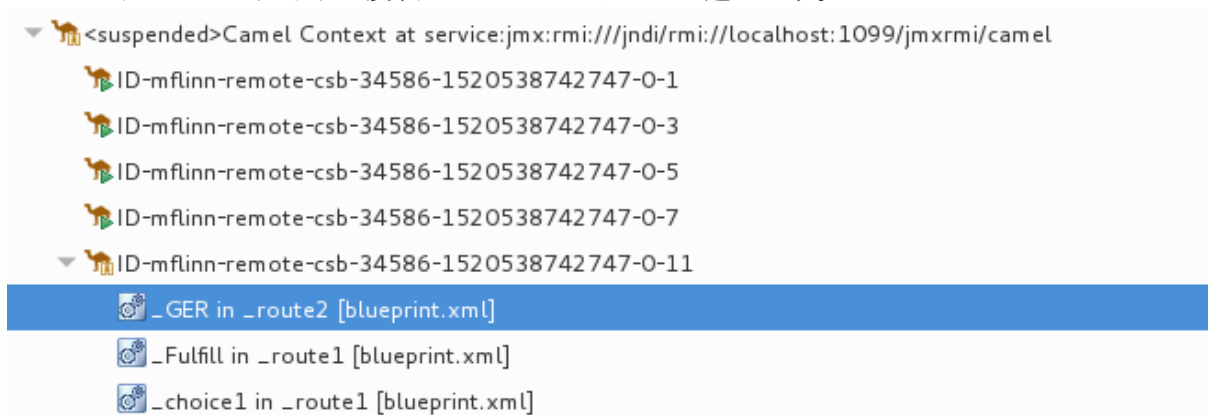 <suspended>Camel Context at service:jmx:rmi:///jndi/rmi://localhost:1099/jmxrmi/camel
ID-mflinn-remote-csb-34586-1520538742747-0-1
ID-mflinn-remote-csb-34586-1520538742747-0-3
ID-mflinn-remote-csb-34586-1520538742747-0-5
ID-mflinn-remote-csb-34586-1520538742747-0-7
ID-mflinn-remote-csb-34586-1520538742747-0-11
_GER in _route2 [blueprint.xml]
_Fulfill in _route1 [blueprint.xml]
_choice1 in _route1 [blueprint.xml]